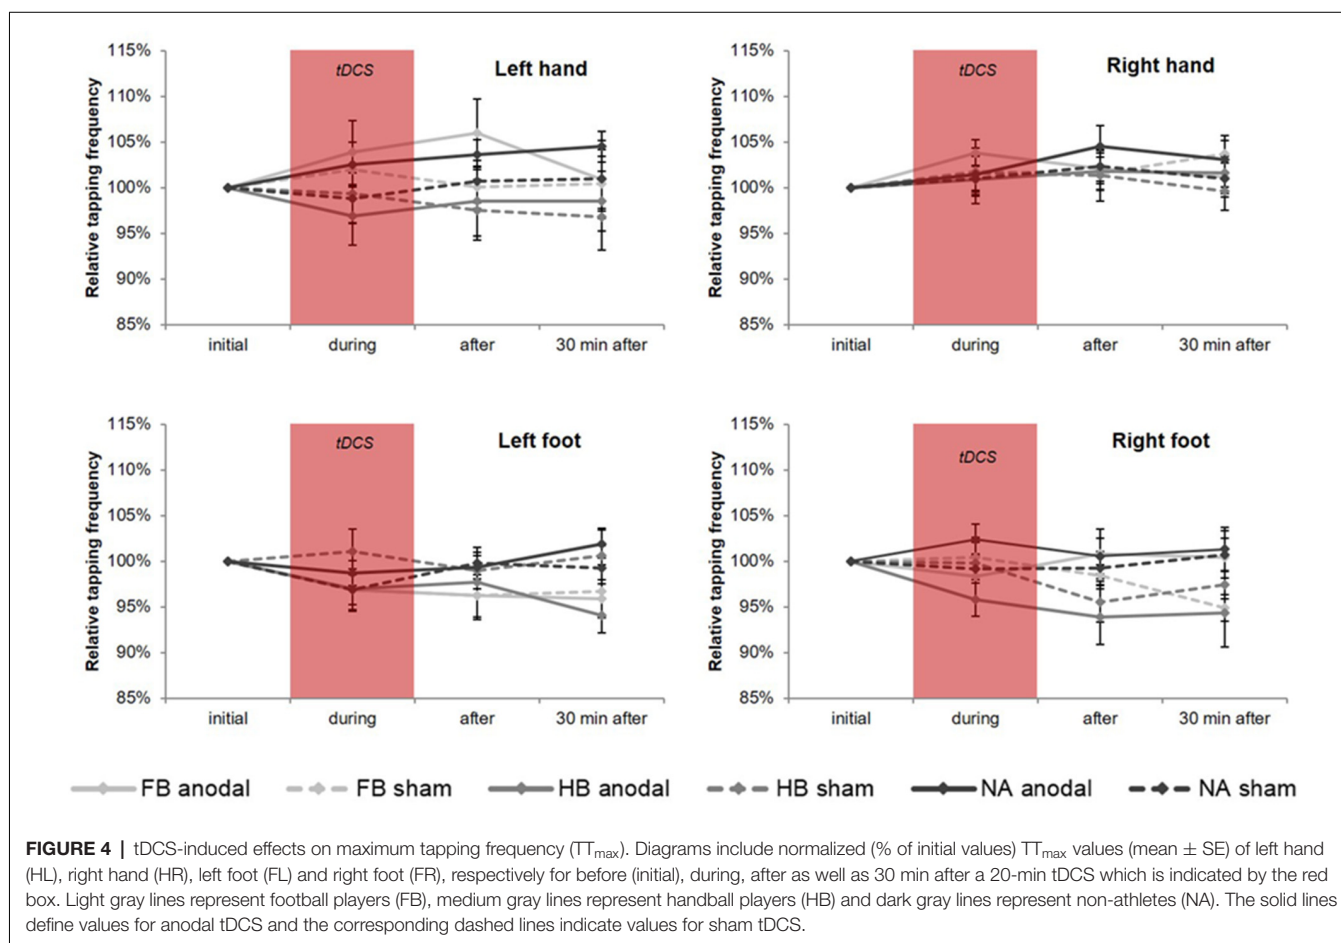 115%
110%
105%
100%
95%
90%
85%
Relative tapping frequency
tDCS
Left hand
initial during after 30 min after
115%
110%
105%
100%
95%
90%
85%
Relative tapping frequency
tDCS
Right hand
initial during after 30 min after
115%
110%
105%
100%
95%
90%
85%
Relative tapping frequency
tDCS
Left foot
initial during after 30 min after
115%
110%
105%
100%
95%
90%
85%
Relative tapping frequency
tDCS
Right foot
initial during after 30 min after
FB anodal FB sham HB anodal HB sham NA anodal NA sham
FIGURE 4 | tDCS-induced effects on maximum tapping frequency (TTmax). Diagrams include normalized (% of initial values) TTmax values (mean ± SE) of left hand
(HL), right hand (HR), left foot (FL) and right foot (FR), respectively for before (initial), during, after as well as 30 min after a 20-min tDCS which is indicated by the red
box. Light gray lines represent football players (FB), medium gray lines represent handball players (HB) and dark gray lines represent non-athletes (NA). The solid lines
define values for anodal tDCS and the corresponding dashed lines indicate values for sham tDCS.